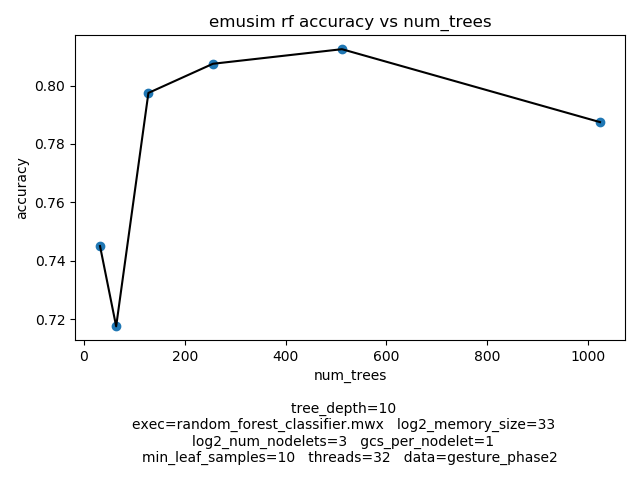 emusim rf accuracy vs num_trees
0.80
0.78
0.76
0.74
0.72
accuracy
0 200 400 600 800 1000
num_trees
tree_depth=10
exec=random_forest_classifier.mwx log2_memory_size=33
log2_num_nodelets=3 gcs_per_nodelet=1
min_leaf_samples=10 threads=32 data=gesture_phase2